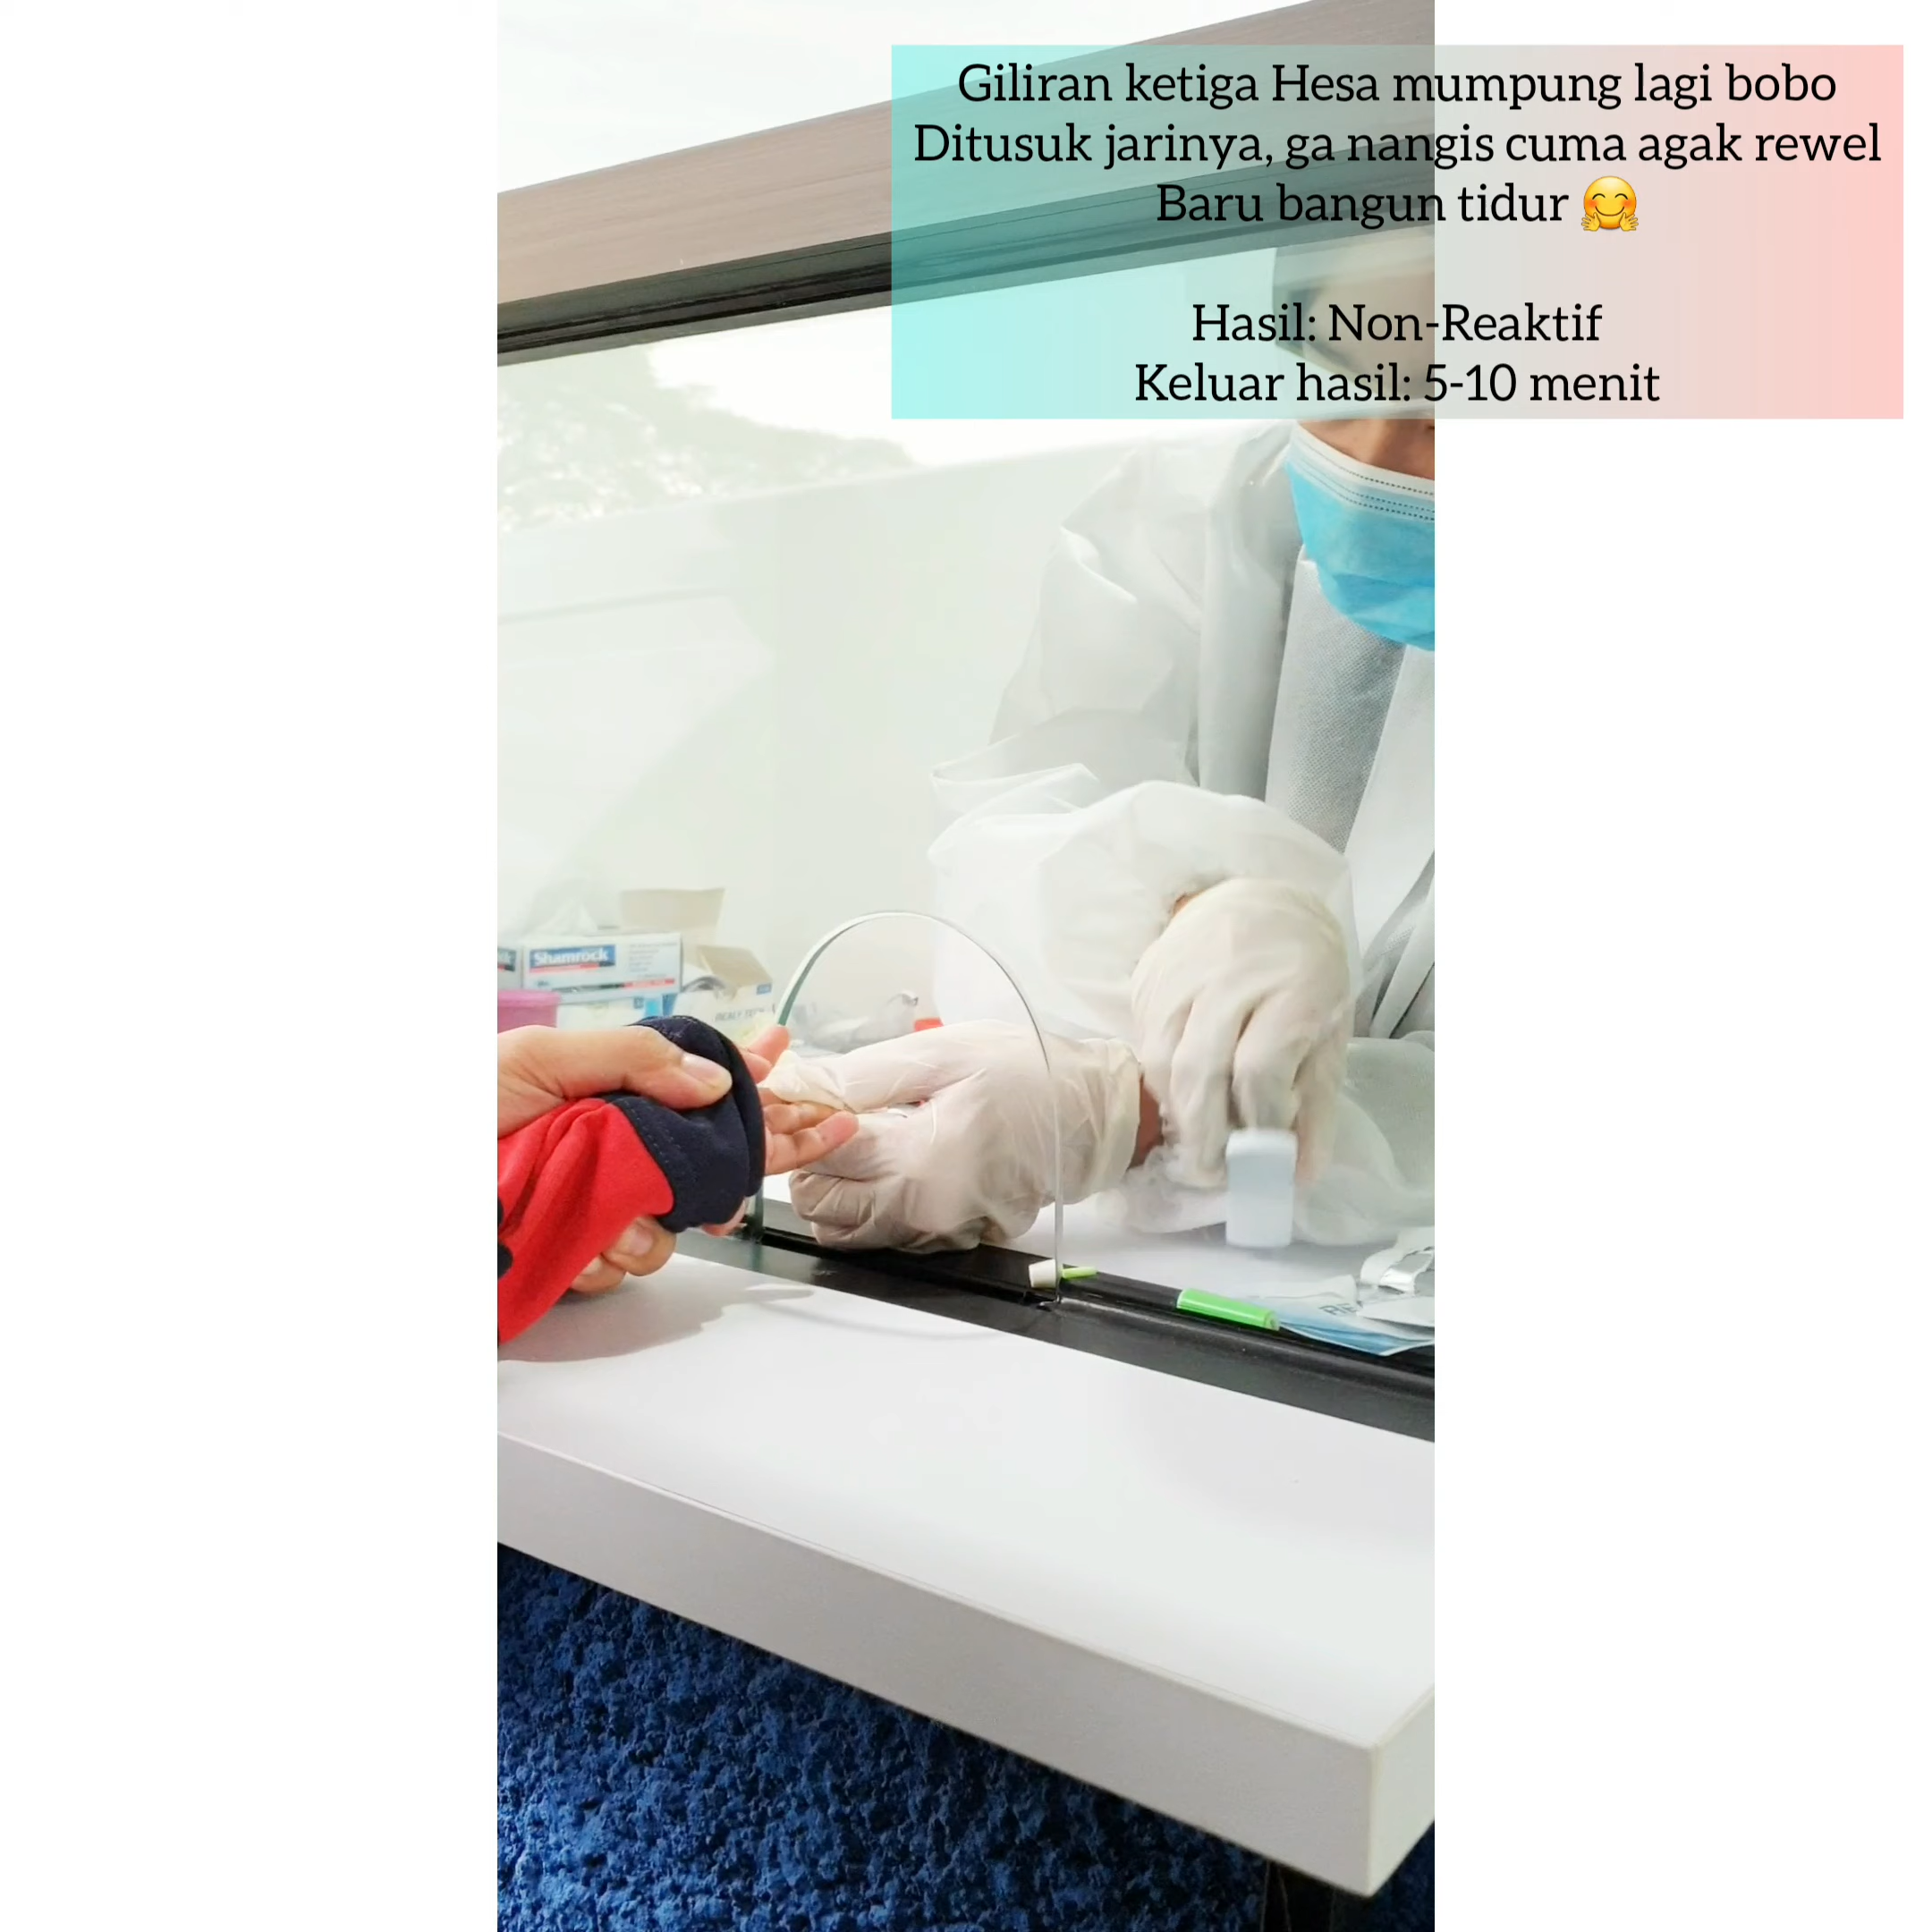 Giliran ketiga Hesa mumpung lagi bobo
Ditusuk jarinya, ga nangis cuma agak rewel
Baru bangun tidur 🤗
Hasil: Non-Reaktif
Keluar hasil: 5-10 menit
Shamrock